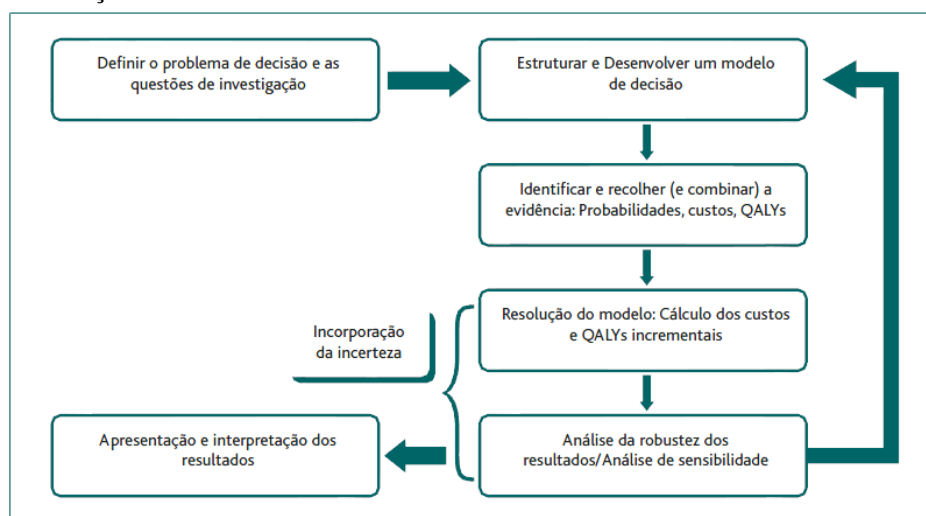 Definir o problema de decisão e as
questões de investigação
Estruturar e Desenvolver um modelo
de decisão
Identificar e recolher (e combinar) a
evidência: Probabilidades, custos, QALYs
Resolução do modelo: Cálculo dos custos
e QALYs incrementais
Incorporação
da incerteza
Análise da robustez dos
resultados/Análise de sensibilidade
Apresentação e interpretação dos
resultados